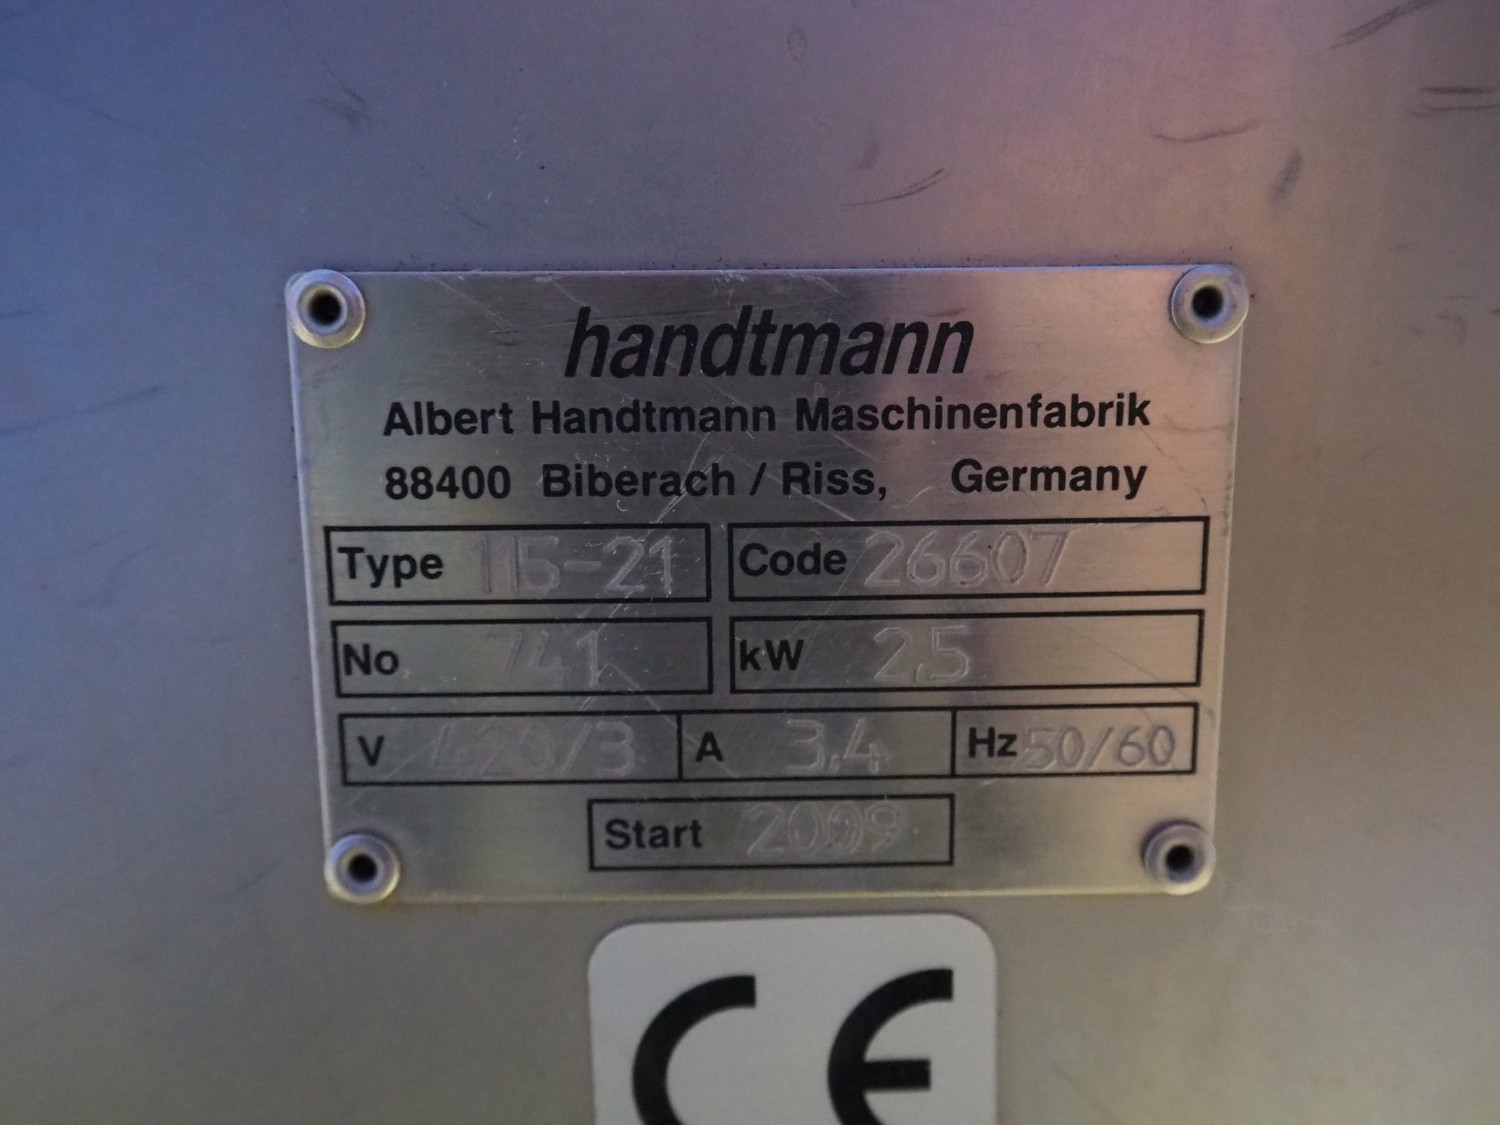 handtmann
Albert Handtmann Maschinenfabrik
88400 Biberach / Riss, Germany
Type 115-21 Code 26607
No 741 kW 2,5
V 420/3 A 3,4 Hz 50/60
Start 2009
CE